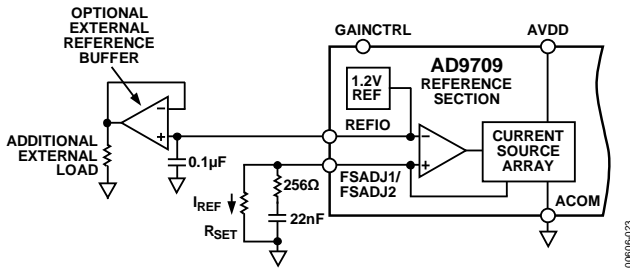 OPTIONAL
EXTERNAL
REFERENCE
BUFFER
GAINCTRL
AVDD
AD9709
REFERENCE
SECTION
1.2V
REF
REFIO
−
+
−
+
CURRENT
SOURCE
ARRAY
ADDITIONAL
EXTERNAL
LOAD
0.1µF
FSADJ1/
FSADJ2
256Ω
IREF
22nF
RSET
ACOM
00606-023